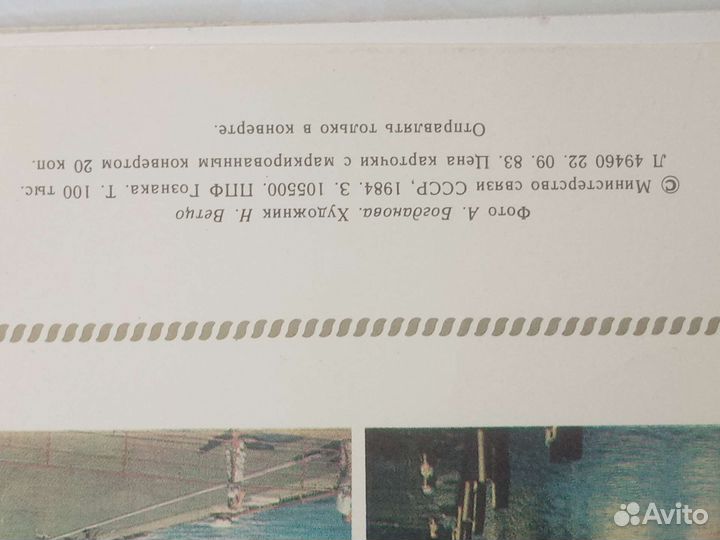 Фото А. Богданова. Художник Н. Ветцо
© Министерство связи СССР, 1984. З. 105500. ППФ Гознака. Т. 100 тыс.
Л 49460 22. 09. 83. Цена карточки с маркированным конвертом 20 коп.
Отправлять только в конверте.
Avito